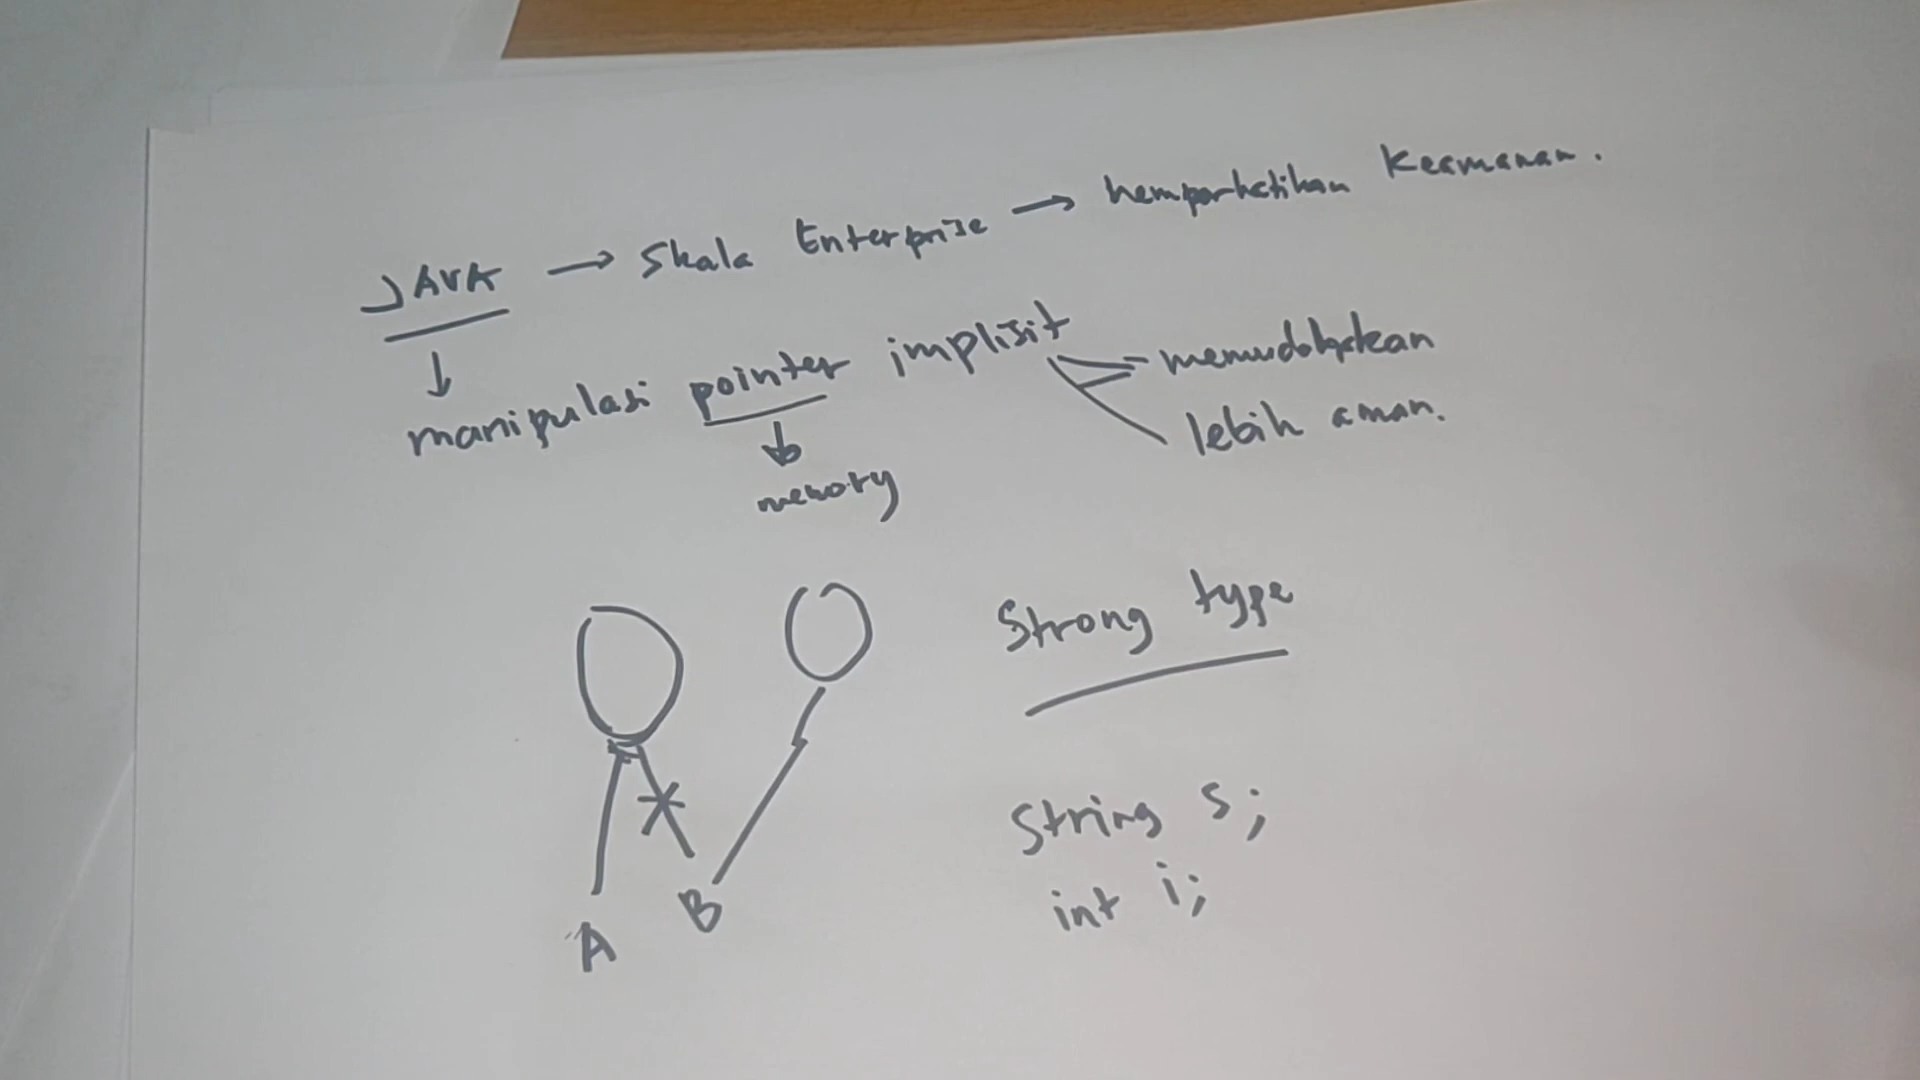 JAVA → Skala Enterprise → memperhatikan Keamanan.
↓
manipulasi pointer implisit memudahkan
lebih aman.
↓
memory
Strong type
String s;
int i;
A B